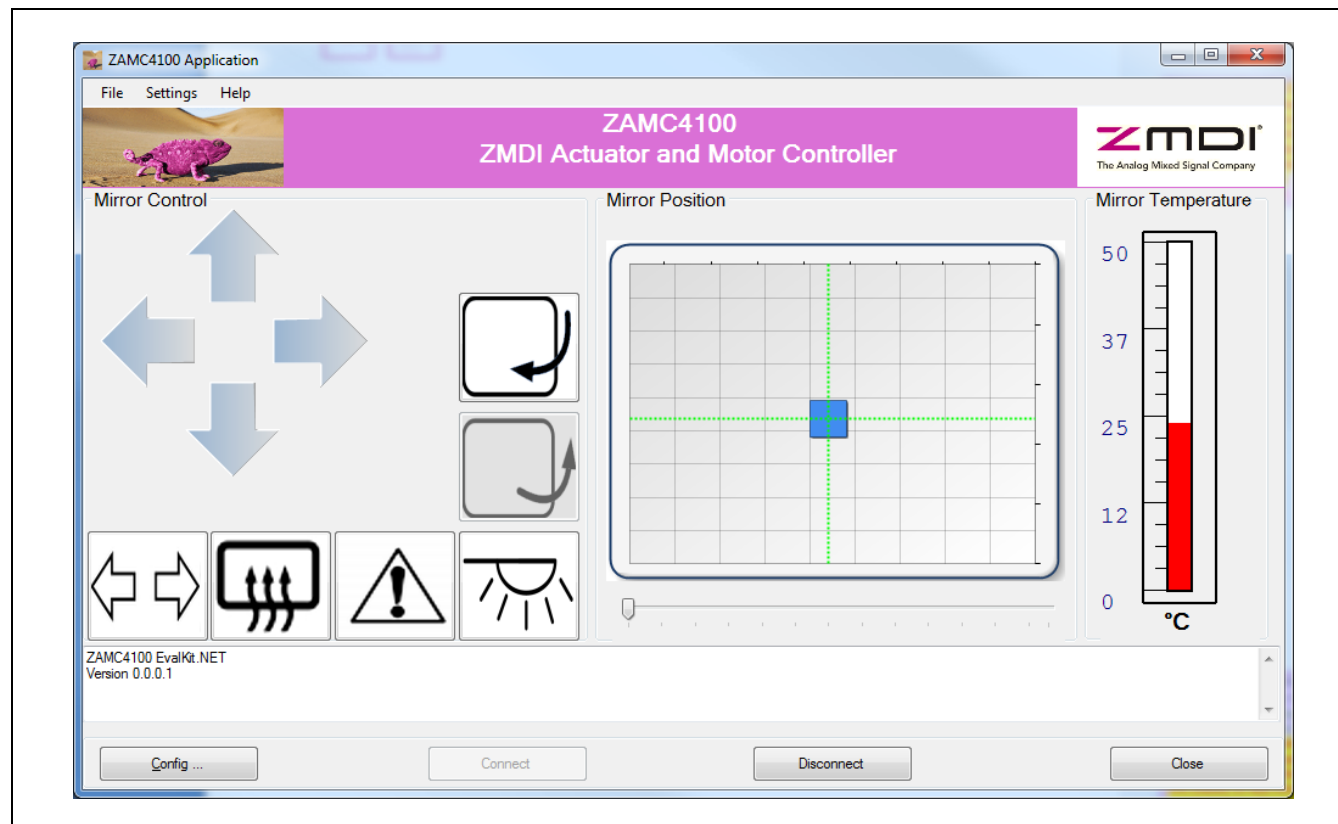 ZAMC4100 Application
File Settings Help
ZAMC4100
ZMDI Actuator and Motor Controller
ZMDI
The Analog Mixed Signal Company
Mirror Control
Mirror Position
Mirror Temperature
50
37
25
12
0
°C
ZAMC4100 EvalKit.NET
Version 0.0.0.1
Config ...
Connect
Disconnect
Close